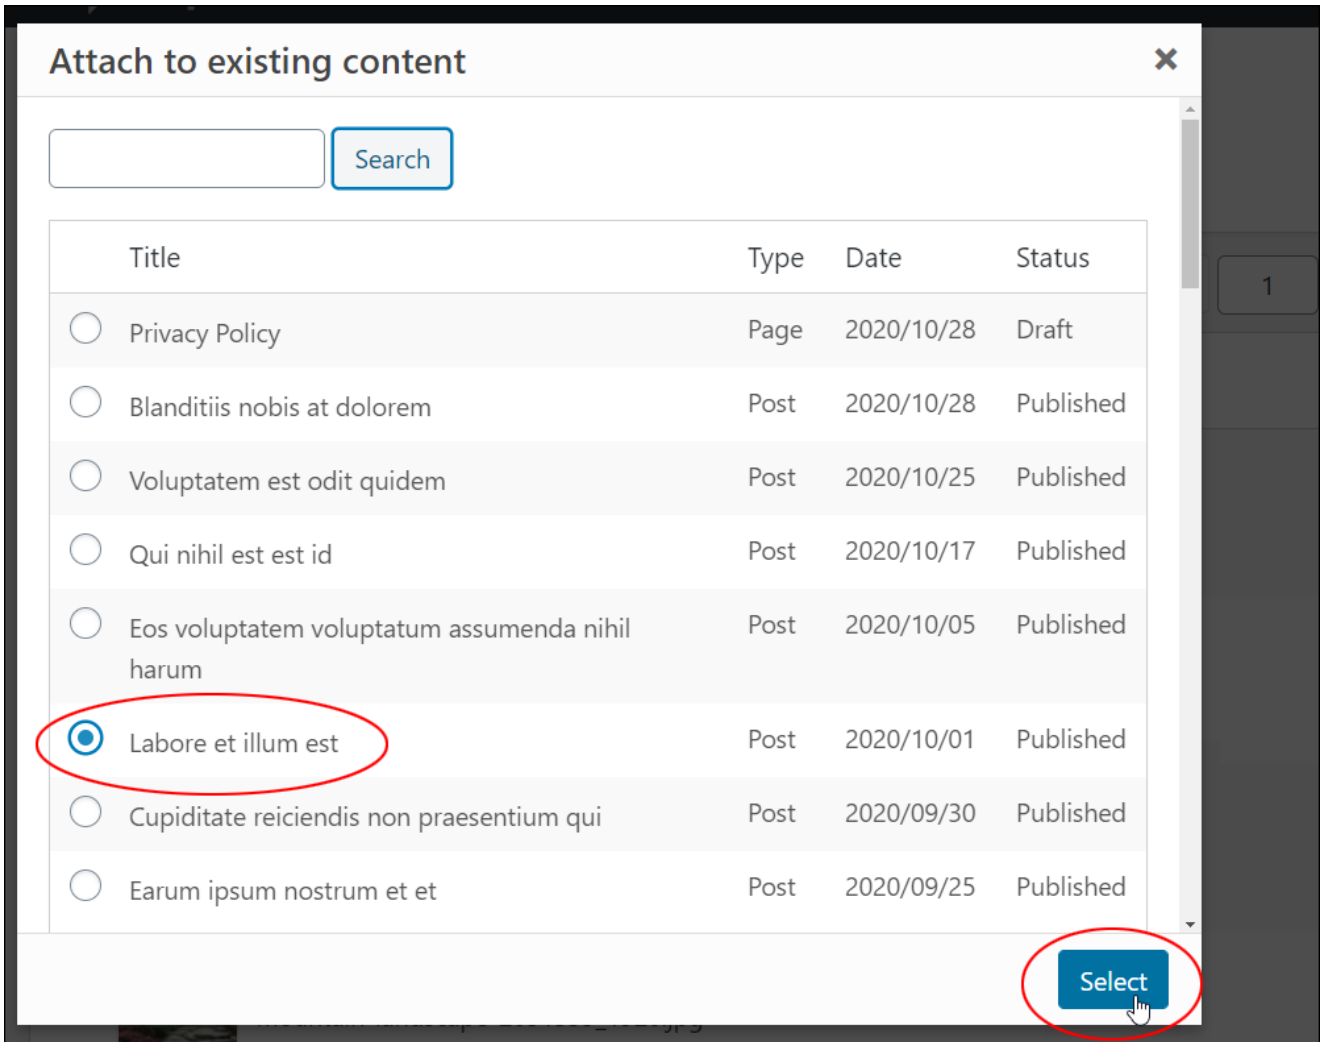 Attach to existing content
Search
Title Type Date Status
1
Privacy Policy Page 2020/10/28 Draft
Blanditiis nobis at dolorem Post 2020/10/28 Published
Voluptatem est odit quidem Post 2020/10/25 Published
Qui nihil est est id Post 2020/10/17 Published
Eos voluptatem voluptatum assumenda nihil Post 2020/10/05 Published
harum
Labore et illum est Post 2020/10/01 Published
Cupiditate reiciendis non praesentium qui Post 2020/09/30 Published
Earum ipsum nostrum et et Post 2020/09/25 Published
Select